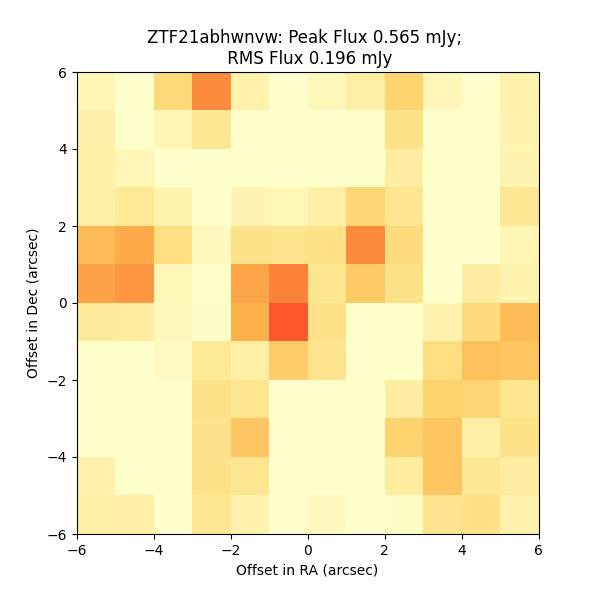 ZTF21abhwnvw: Peak Flux 0.565 mJy;
RMS Flux 0.196 mJy
6
4
2
0
−2
−4
−6
Offset in Dec (arcsec)
−6 −4 −2 0 2 4 6
Offset in RA (arcsec)